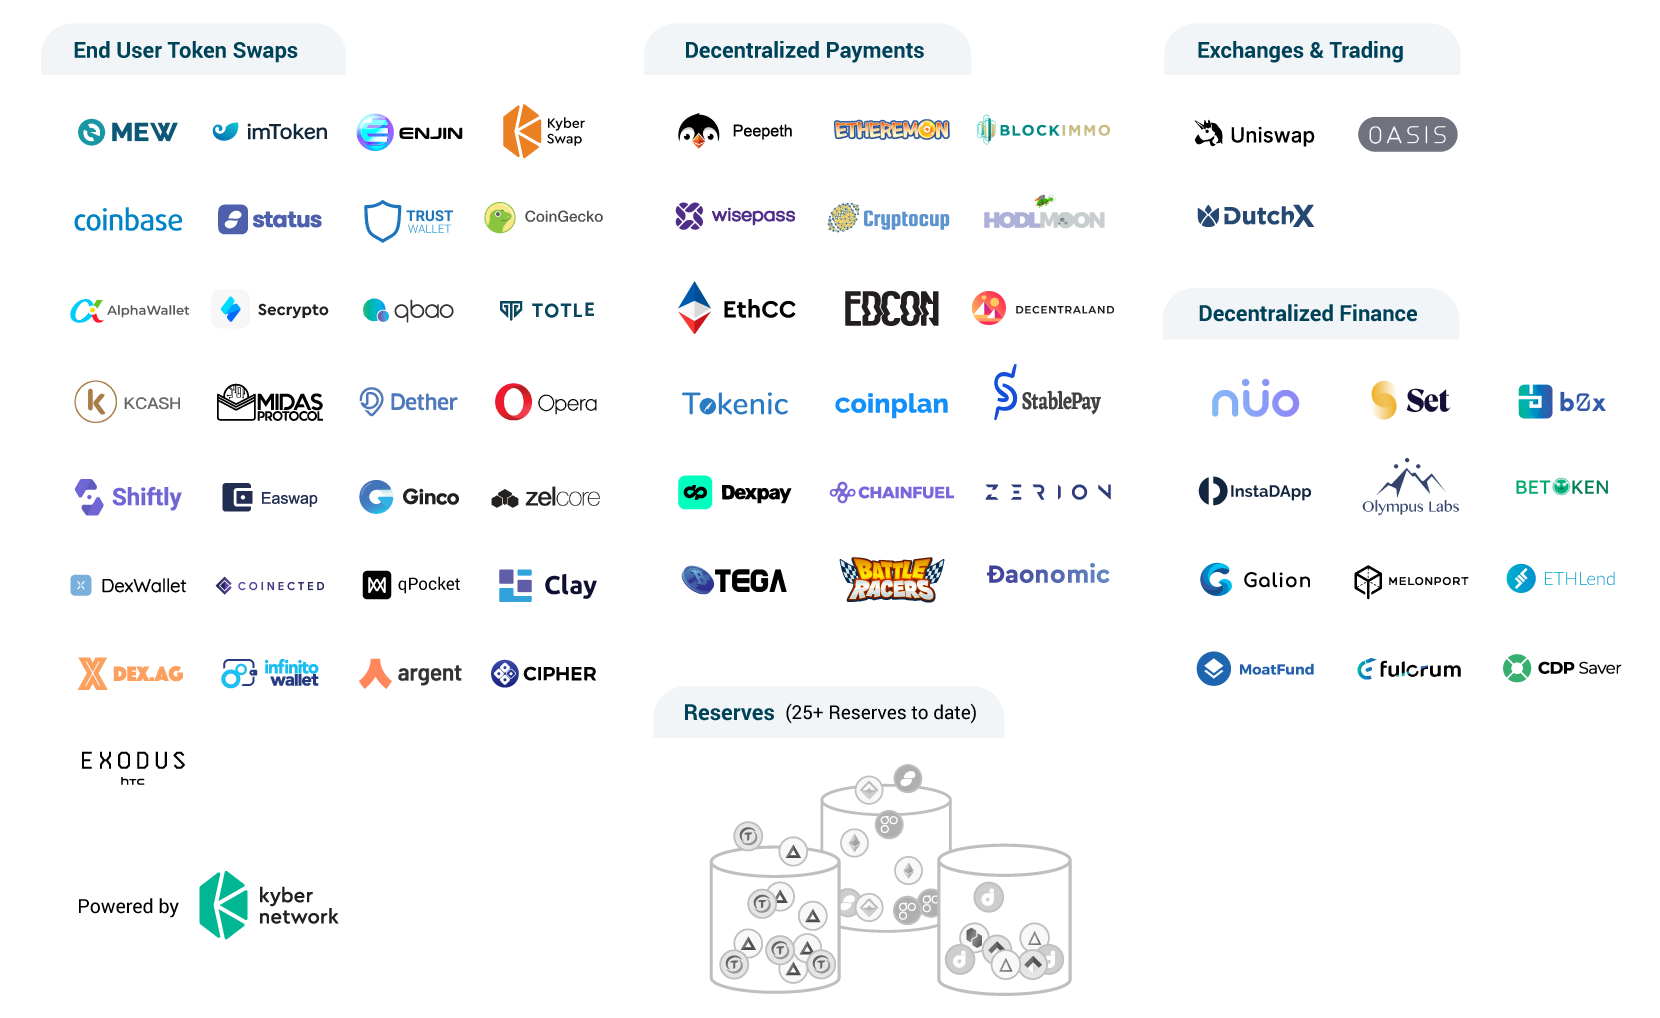 End User Token Swaps
MEW
imToken
ENJIN
Kyber
Swap
coinbase
status
TRUST
WALLET
CoinGecko
AlphaWallet
Secrypto
qbao
TOTLE
KCASH
MIDAS
PROTOCOL
Dether
Opera
Shiftly
Easwap
Ginco
zelcore
DexWallet
COINECTED
qPocket
Clay
DEX.AG
infinito
wallet
argent
CIPHER
EXODUS
hTC
Powered by
kyber
network
Decentralized Payments
Peepeth
ETHEREMON
BLOCKIMMO
wisepass
Cryptocup
HODLMOON
EthCC
EDCON
DECENTRALAND
Tokenic
coinplan
StablePay
Dexpay
CHAINFUEL
ZERION
TEGA
BATTLE
RACERS
Daonomic
Reserves (25+ Reserves to date)
Exchanges & Trading
Uniswap
OASIS
DutchX
Decentralized Finance
nüo
Set
b0x
InstaDApp
Olympus Labs
BETOKEN
Galion
MELONPORT
ETHLend
MoatFund
fulcrum
CDP Saver